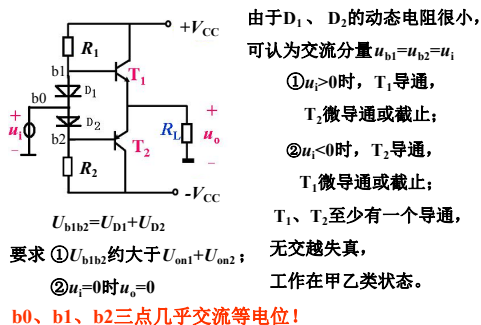 +VCC
R1
b1
T1
D1
b0
+
ui
−
D2
b2
T2
RL
+
uo
−
R2
-VCC
Ub1b2=UD1+UD2
要求 ①Ub1b2约大于Uon1+Uon2；
②ui=0时uo=0
由于D1 、 D2的动态电阻很小，
可认为交流分量ub1=ub2=ui
①ui>0时，T1导通，
T2微导通或截止；
②ui<0时，T2导通，
T1微导通或截止；
T1、T2至少有一个导通，
无交越失真，
工作在甲乙类状态。
b0、b1、b2三点几乎交流等电位！